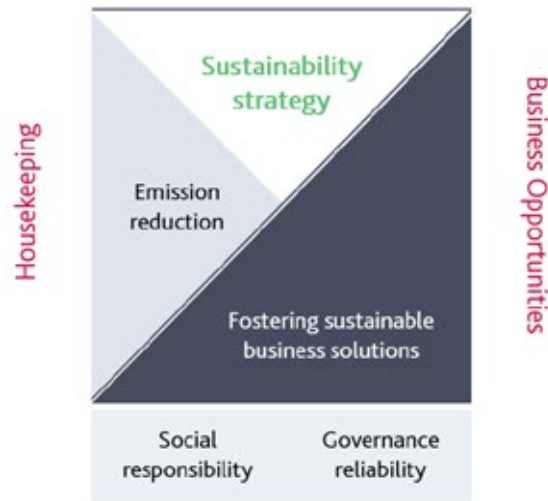 Sustainability
strategy
Housekeeping
Emission
reduction
Business Opportunities
Fostering sustainable
business solutions
Social
responsibility
Governance
reliability